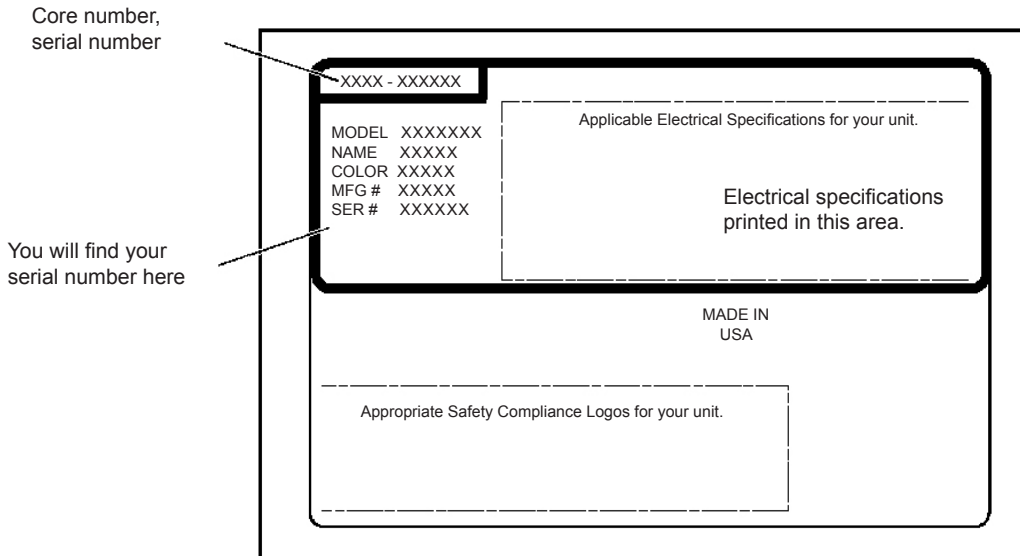 Core number,
serial number
XXXX - XXXXXX
MODEL XXXXXXX
NAME XXXXX
COLOR XXXXX
MFG # XXXXX
SER # XXXXXX
Applicable Electrical Specifications for your unit.
Electrical specifications
printed in this area.
You will find your
serial number here
MADE IN
USA
Appropriate Safety Compliance Logos for your unit.